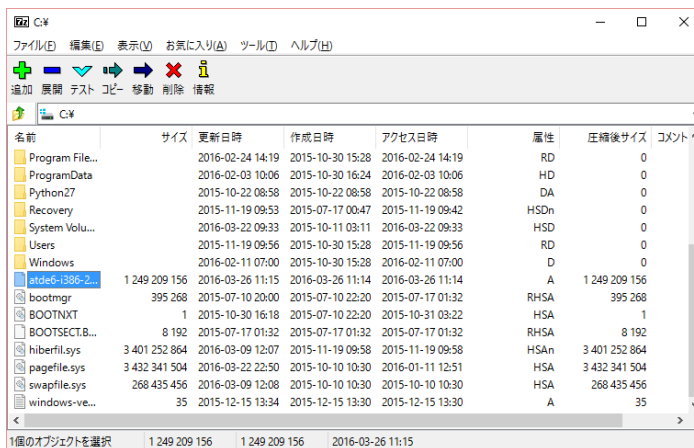 C:¥
ファイル(F) 編集(E) 表示(V) お気に入り(A) ツール(T) ヘルプ(H)
追加 展開 テスト コピー 移動 削除 情報
C:¥
名前 サイズ 更新日時 作成日時 アクセス日時 属性 圧縮後サイズ コメント
Program File... 2016-02-24 14:19 2015-10-30 15:28 2016-02-24 14:19 RD 0
ProgramData 2016-02-03 10:06 2015-10-30 16:24 2016-02-03 10:06 HD 0
Python27 2015-10-22 08:58 2015-10-22 08:58 2015-10-22 08:58 DA 0
Recovery 2015-11-19 09:53 2015-07-17 00:47 2015-11-19 09:42 HSDn 0
System Volu... 2016-03-22 09:33 2015-10-11 03:11 2016-03-22 09:33 HSD 0
Users 2015-11-19 09:56 2015-10-30 15:28 2015-11-19 09:56 RD 0
Windows 2016-02-11 07:00 2015-10-30 15:28 2016-02-11 07:00 D 0
atde6-i386-2... 1 249 209 156 2016-03-26 11:15 2016-03-26 11:14 2016-03-26 11:14 A 1 249 209 156
bootmgr 395 268 2015-07-10 20:00 2015-07-10 22:20 2015-07-17 01:32 RHSA 395 268
BOOTNXT 1 2015-10-30 16:18 2015-07-10 22:20 2015-10-31 03:22 HSA 1
BOOTSECT.B... 8 192 2015-07-17 01:32 2015-07-17 01:32 2015-07-17 01:32 RHSA 8 192
hiberfil.sys 3 401 252 864 2016-03-09 12:07 2015-11-19 09:58 2015-11-19 09:58 HSAn 3 401 252 864
pagefile.sys 3 432 341 504 2016-03-22 22:50 2015-10-10 10:30 2016-01-11 12:51 HSA 3 432 341 504
swapfile.sys 268 435 456 2016-03-09 12:08 2015-10-10 10:30 2015-10-10 10:30 HSA 268 435 456
windows-ve... 35 2015-12-15 13:34 2015-12-15 13:30 2015-12-15 13:30 A 35
1個のオブジェクトを選択 1 249 209 156 1 249 209 156 2016-03-26 11:15